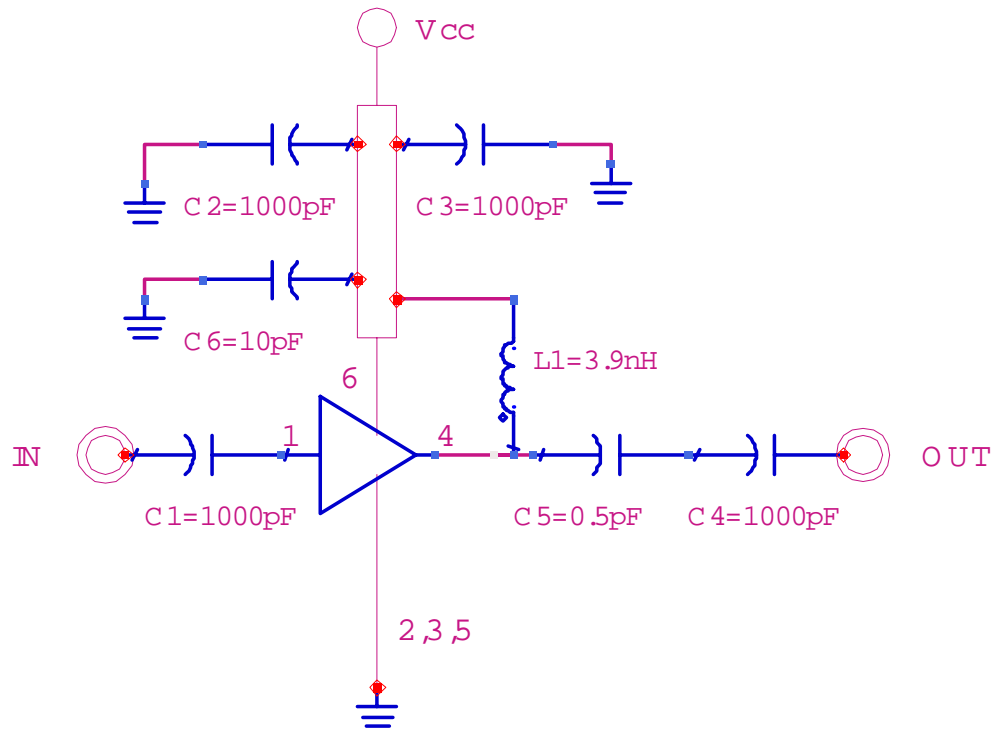 Vcc
C2=1000pF
C3=1000pF
C6=10pF
L1=3.9nH
6
IN
1
4
OUT
C1=1000pF
C5=0.5pF
C4=1000pF
2,3,5